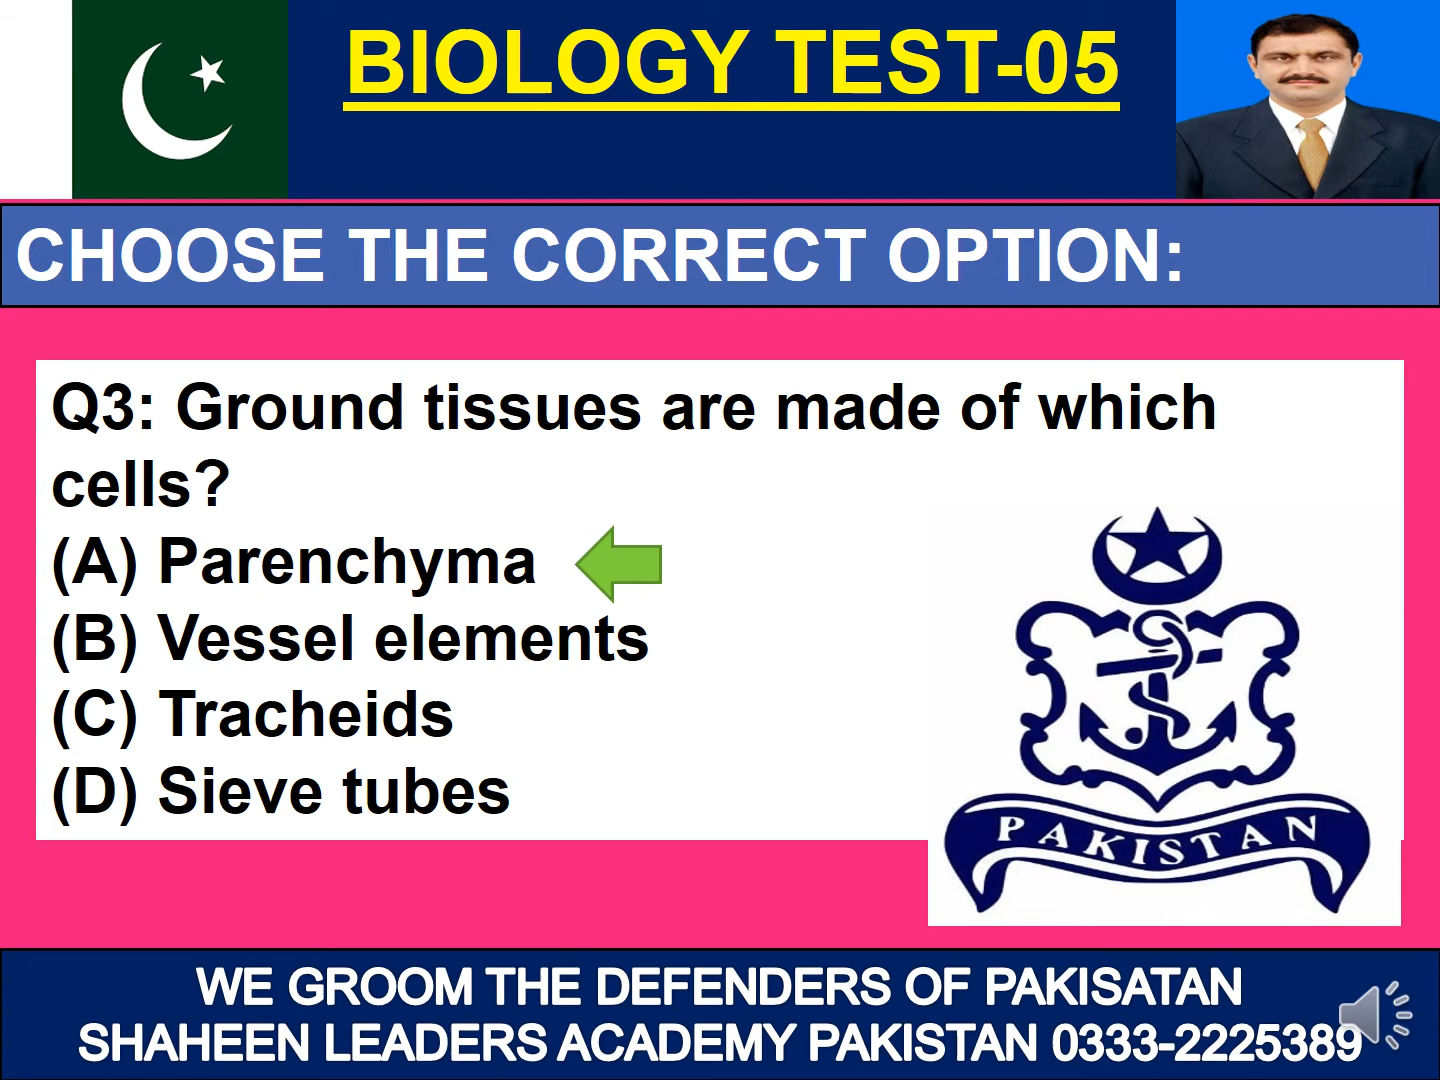 BIOLOGY TEST-05
CHOOSE THE CORRECT OPTION:
Q3: Ground tissues are made of which
cells?
(A) Parenchyma
(B) Vessel elements
(C) Tracheids
(D) Sieve tubes
PAKISTAN
WE GROOM THE DEFENDERS OF PAKISATAN
SHAHEEN LEADERS ACADEMY PAKISTAN 0333-2225389